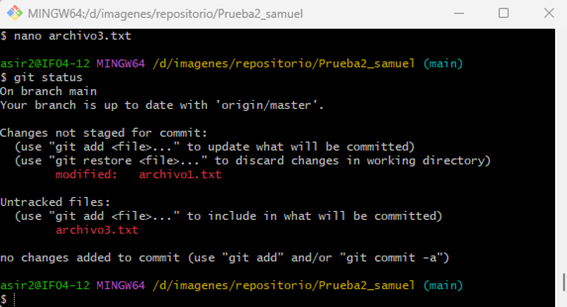 MINGW64:/d/imagenes/repositorio/Prueba2_samuel
$ nano archivo3.txt
asir2@IFO4-12 MINGW64 /d/imagenes/repositorio/Prueba2_samuel (main)
$ git status
On branch main
Your branch is up to date with 'origin/master'.
Changes not staged for commit:
(use "git add <file>..." to update what will be committed)
(use "git restore <file>..." to discard changes in working directory)
modified:   archivo1.txt
Untracked files:
(use "git add <file>..." to include in what will be committed)
archivo3.txt
no changes added to commit (use "git add" and/or "git commit -a")
asir2@IFO4-12 MINGW64 /d/imagenes/repositorio/Prueba2_samuel (main)
$